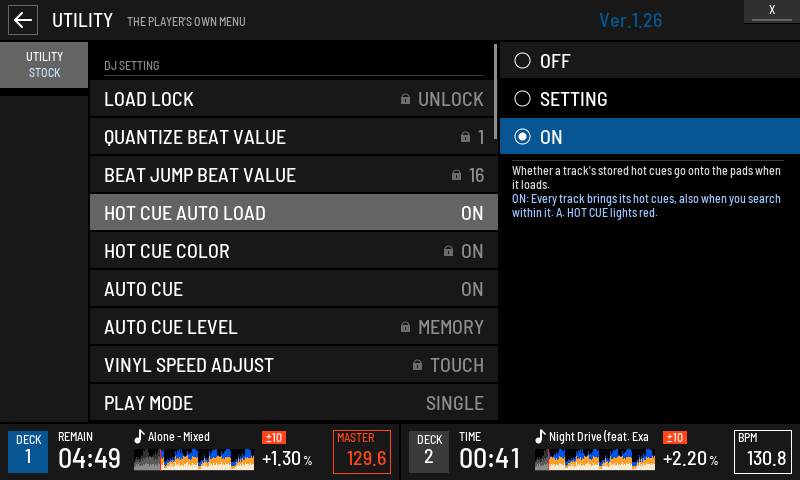 UTILITY THE PLAYER'S OWN MENU
Ver.1.26
X
UTILITY
STOCK
DJ SETTING
LOAD LOCK UNLOCK
QUANTIZE BEAT VALUE 1
BEAT JUMP BEAT VALUE 16
HOT CUE AUTO LOAD ON
HOT CUE COLOR ON
AUTO CUE ON
AUTO CUE LEVEL MEMORY
VINYL SPEED ADJUST TOUCH
PLAY MODE SINGLE
OFF
SETTING
ON
Whether a track's stored hot cues go onto the pads when
it loads.
ON: Every track brings its hot cues, also when you search
within it. A. HOT CUE lights red.
DECK
1
REMAIN
04:49
Alone - Mixed
±10
+1.30 %
MASTER
129.6
DECK
2
TIME
00:41
Night Drive (feat. Exa
±10
+2.20 %
BPM
130.8